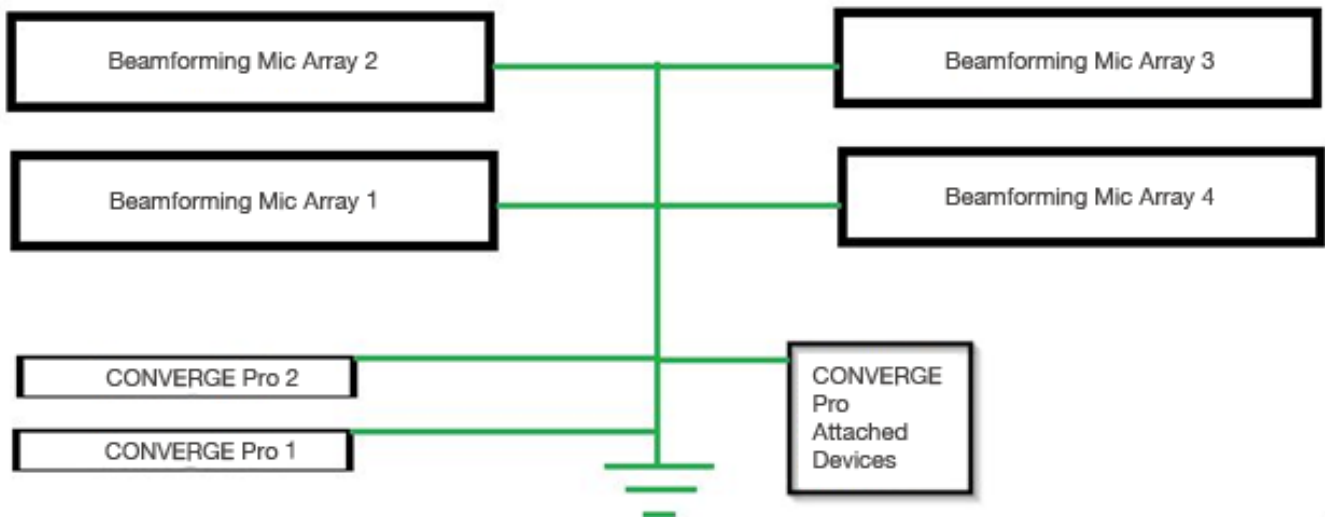 Beamforming Mic Array 2
Beamforming Mic Array 3
Beamforming Mic Array 1
Beamforming Mic Array 4
CONVERGE Pro 2
CONVERGE Pro 1
CONVERGE
Pro
Attached
Devices